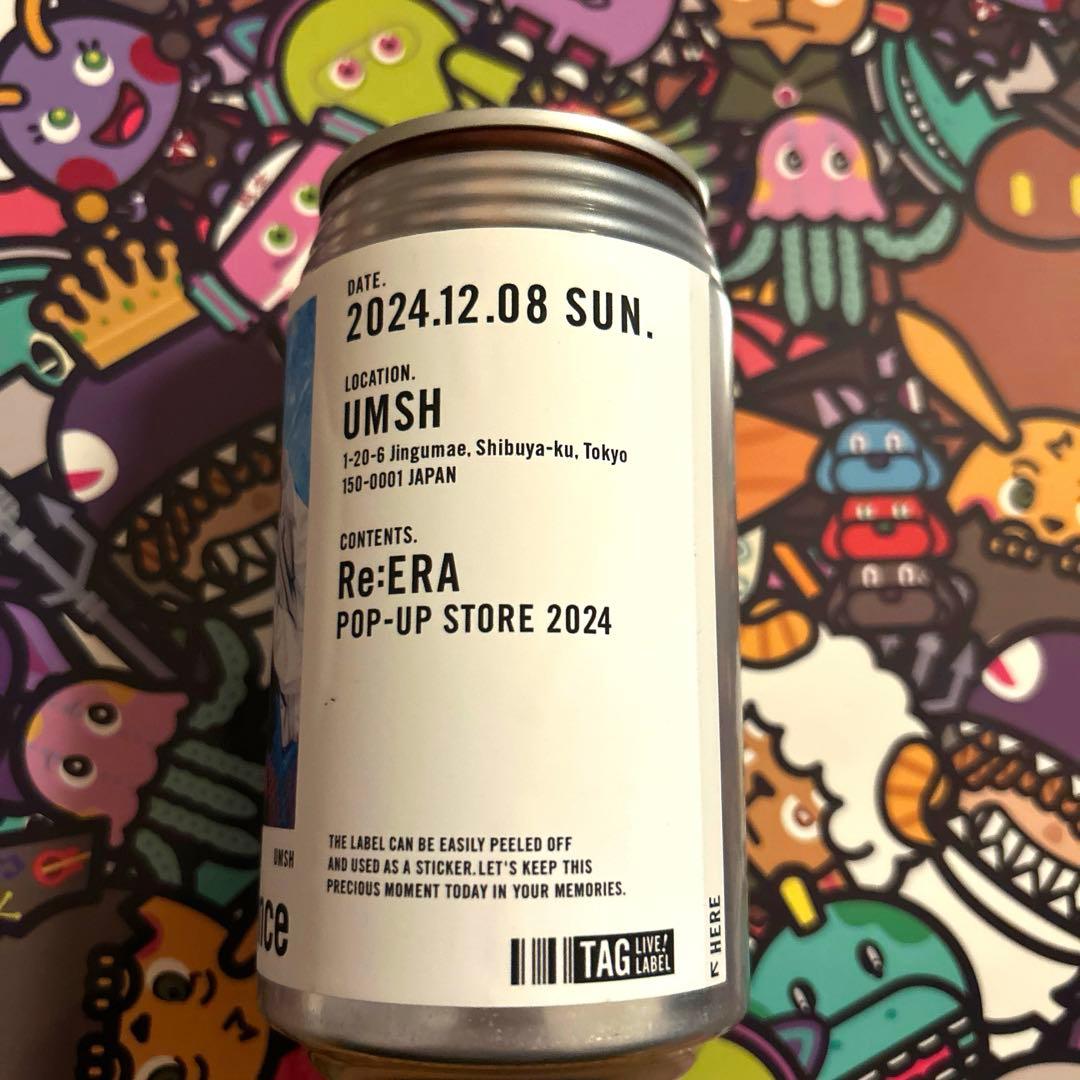 DATE.
2024.12.08 SUN.
LOCATION.
UMSH
1-20-6 Jingumae, Shibuya-ku, Tokyo
150-0001 JAPAN
CONTENTS.
Re:ERA
POP-UP STORE 2024
THE LABEL CAN BE EASILY PEELED OFF
AND USED AS A STICKER.LET'S KEEP THIS
PRECIOUS MOMENT TODAY IN YOUR MEMORIES.
TAG LIVE! LABEL
HERE
UMSH